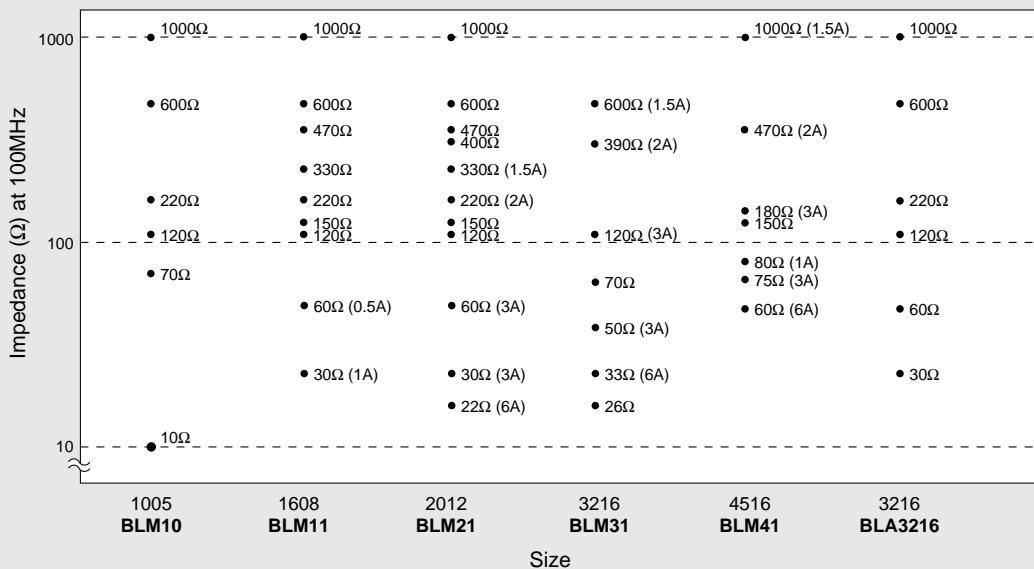 Impedance (Ω) at 100MHz
1000
100
10
1000Ω
600Ω
220Ω
120Ω
70Ω
10Ω
1000Ω
600Ω
470Ω
330Ω
220Ω
150Ω
120Ω
60Ω (0.5A)
30Ω (1A)
1000Ω
600Ω
470Ω
400Ω
330Ω (1.5A)
220Ω (2A)
150Ω
120Ω
60Ω (3A)
30Ω (3A)
22Ω (6A)
600Ω (1.5A)
390Ω (2A)
120Ω (3A)
70Ω
50Ω (3A)
33Ω (6A)
26Ω
1000Ω (1.5A)
470Ω (2A)
180Ω (3A)
150Ω
80Ω (1A)
75Ω (3A)
60Ω (6A)
1000Ω
600Ω
220Ω
120Ω
60Ω
30Ω
1005
BLM10
1608
BLM11
2012
BLM21
3216
BLM31
4516
BLM41
3216
BLA3216
Size